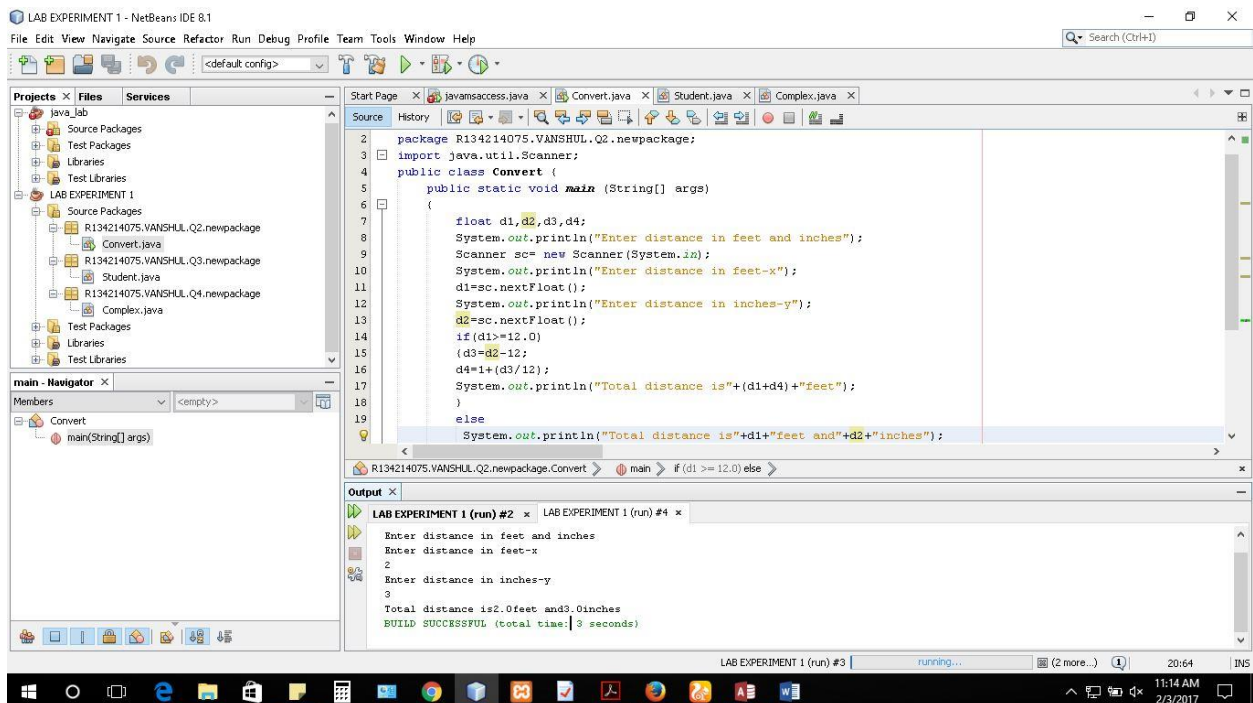 LAB EXPERIMENT 1 - NetBeans IDE 8.1
File Edit View Navigate Source Refactor Run Debug Profile Team Tools Window Help
Search (Ctrl+I)
<default config>
Projects Files Services
java_lab
Source Packages
Test Packages
Libraries
Test Libraries
LAB EXPERIMENT 1
Source Packages
R134214075.VANSHUL.Q2.newpackage
Convert.java
R134214075.VANSHUL.Q3.newpackage
Student.java
R134214075.VANSHUL.Q4.newpackage
Complex.java
Test Packages
Libraries
Test Libraries
main - Navigator
Members <empty>
Convert
main(String[] args)
Start Page javamsaccess.java Convert.java Student.java Complex.java
Source History
2 package R134214075.VANSHUL.Q2.newpackage;
3 import java.util.Scanner;
4 public class Convert {
5 public static void main (String[] args)
6 {
7 float d1,d2,d3,d4;
8 System.out.println("Enter distance in feet and inches");
9 Scanner sc= new Scanner(System.in);
10 System.out.println("Enter distance in feet-x");
11 d1=sc.nextFloat();
12 System.out.println("Enter distance in inches-y");
13 d2=sc.nextFloat();
14 if(d1>=12.0)
15 {d3=d2-12;
16 d4=1+(d3/12);
17 System.out.println("Total distance is"+(d1+d4)+"feet");
18 }
19 else
System.out.println("Total distance is"+d1+"feet and"+d2+"inches");
R134214075.VANSHUL.Q2.newpackage.Convert main if (d1 >= 12.0) else
Output
LAB EXPERIMENT 1 (run) #2 LAB EXPERIMENT 1 (run) #4
Enter distance in feet and inches
Enter distance in feet-x
2
Enter distance in inches-y
3
Total distance is2.0feet and3.0inches
BUILD SUCCESSFUL (total time: 3 seconds)
LAB EXPERIMENT 1 (run) #3 running... (2 more...) 1 20:64 INS
11:14 AM
2/3/2017